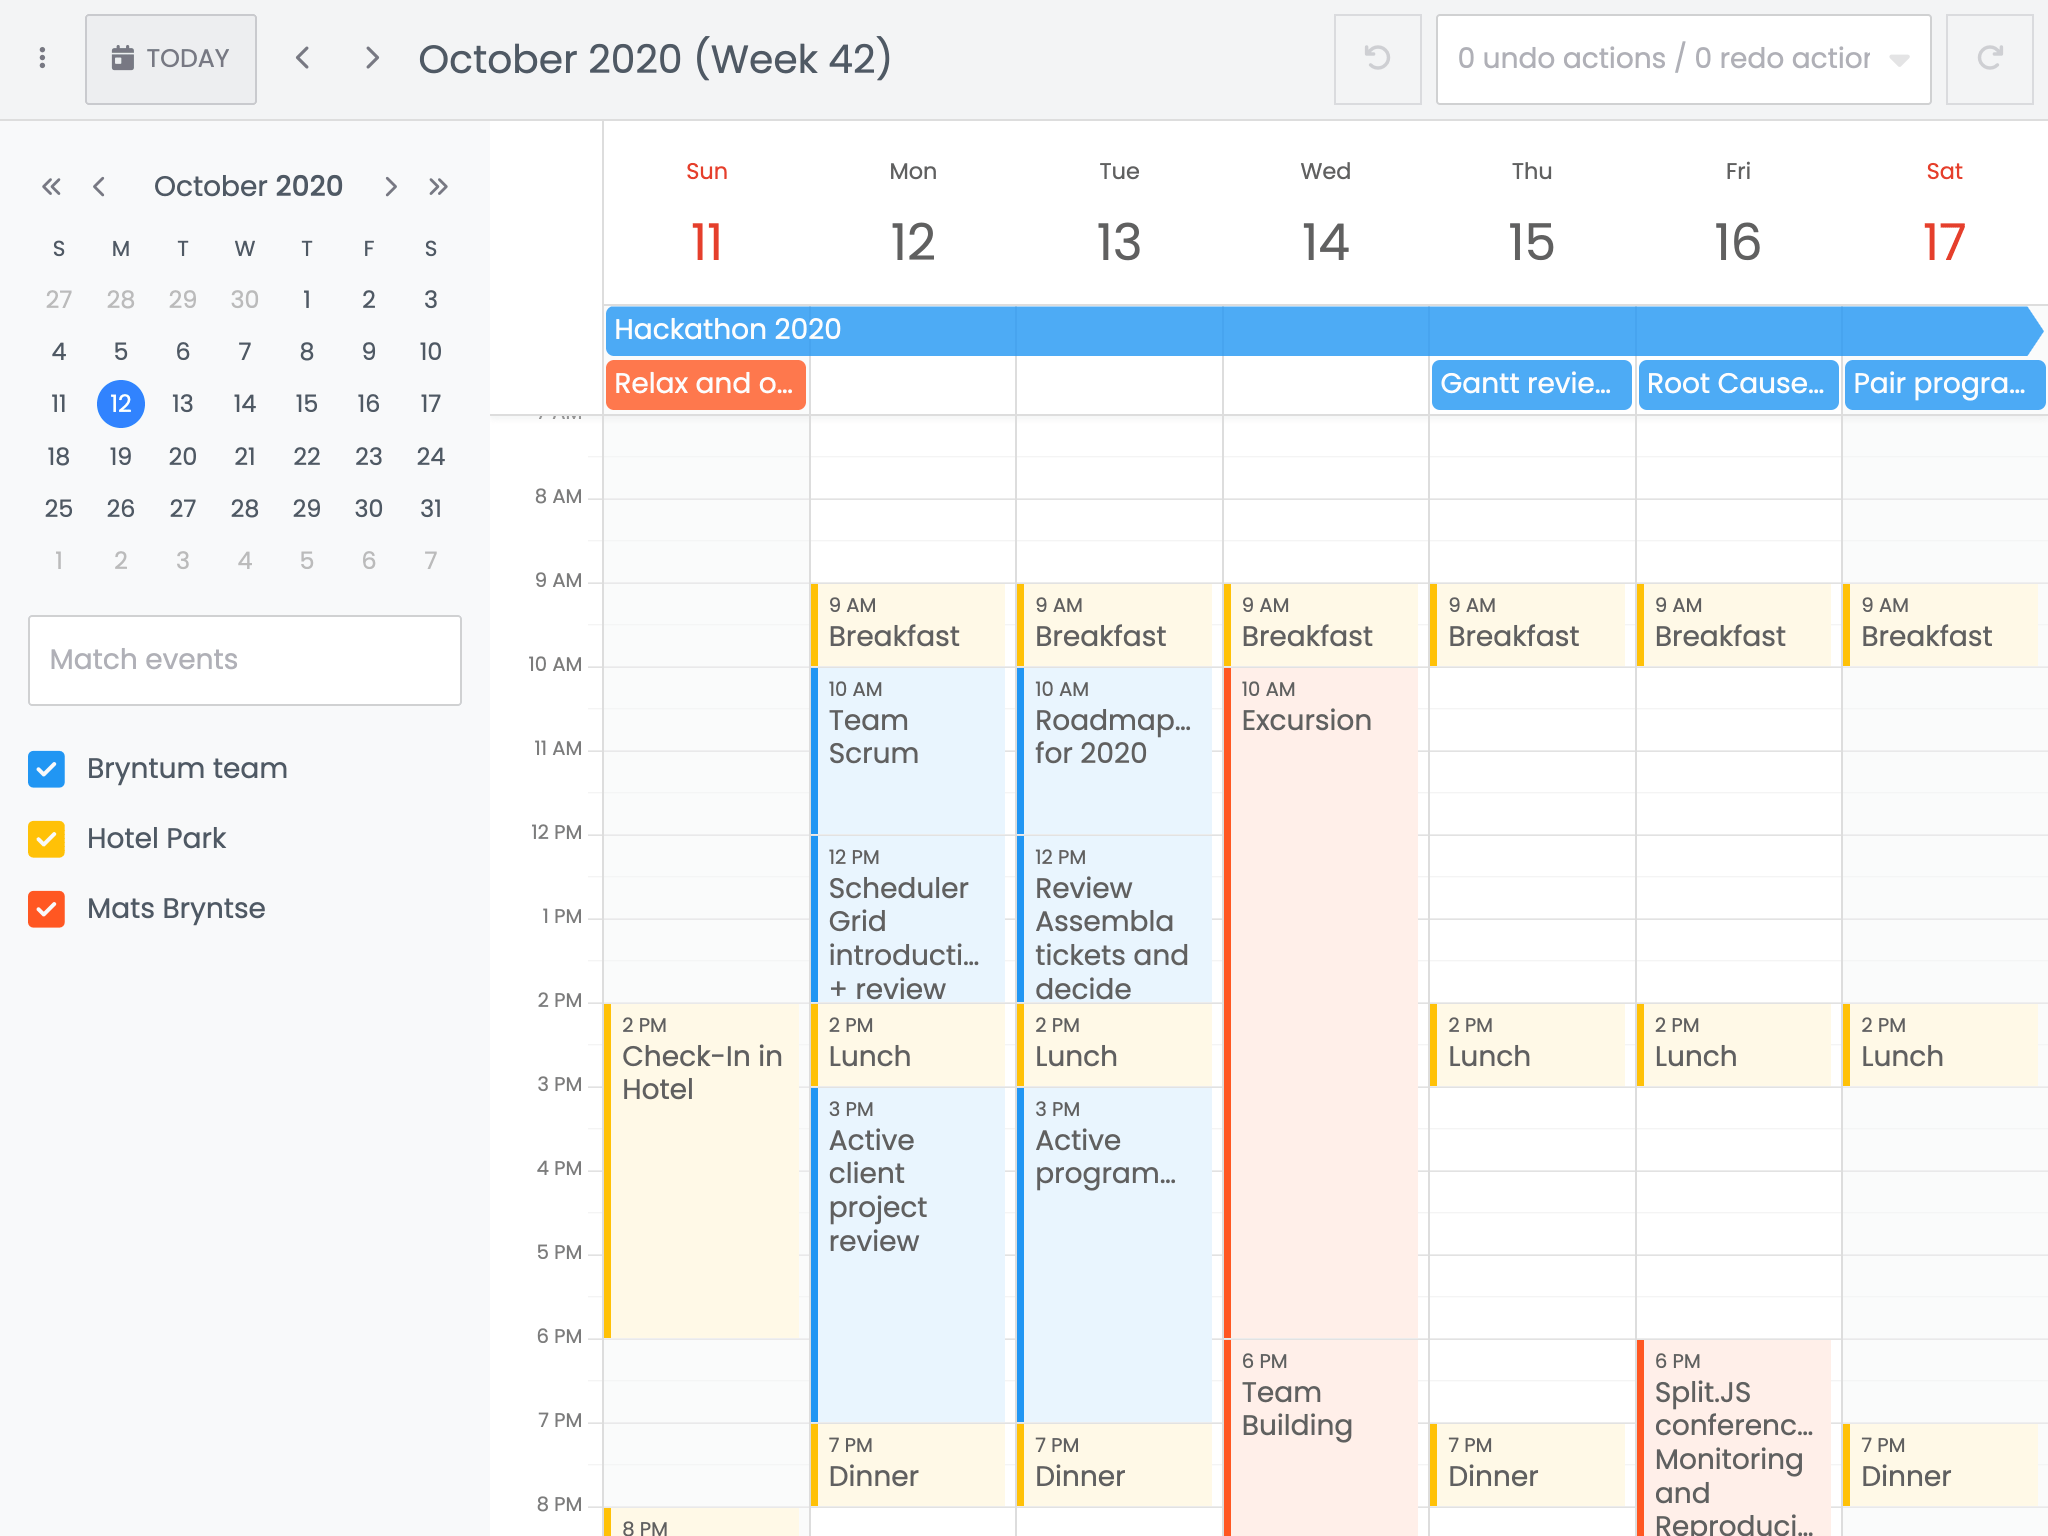 TODAY
October 2020 (Week 42)
0 undo actions / 0 redo actior
October 2020
S M T W T F S
27 28 29 30 1 2 3
4 5 6 7 8 9 10
11 12 13 14 15 16 17
18 19 20 21 22 23 24
25 26 27 28 29 30 31
1 2 3 4 5 6 7
Match events
Bryntum team
Hotel Park
Mats Bryntse
Sun Mon Tue Wed Thu Fri Sat
11 12 13 14 15 16 17
Hackathon 2020
Relax and o...
Gantt revie...
Root Cause...
Pair progra...
7 AM
8 AM
9 AM
10 AM
11 AM
12 PM
1 PM
2 PM
3 PM
4 PM
5 PM
6 PM
7 PM
8 PM
2 PM
Check-In in
Hotel
8 PM
9 AM
Breakfast
10 AM
Team
Scrum
12 PM
Scheduler
Grid
introducti...
+ review
2 PM
Lunch
3 PM
Active
client
project
review
7 PM
Dinner
9 AM
Breakfast
10 AM
Roadmap...
for 2020
12 PM
Review
Assembla
tickets and
decide
2 PM
Lunch
3 PM
Active
program...
7 PM
Dinner
9 AM
Breakfast
10 AM
Excursion
6 PM
Team
Building
9 AM
Breakfast
2 PM
Lunch
7 PM
Dinner
9 AM
Breakfast
2 PM
Lunch
6 PM
Split.JS
conferenc...
Monitoring
and
Reproduci...
9 AM
Breakfast
2 PM
Lunch
7 PM
Dinner